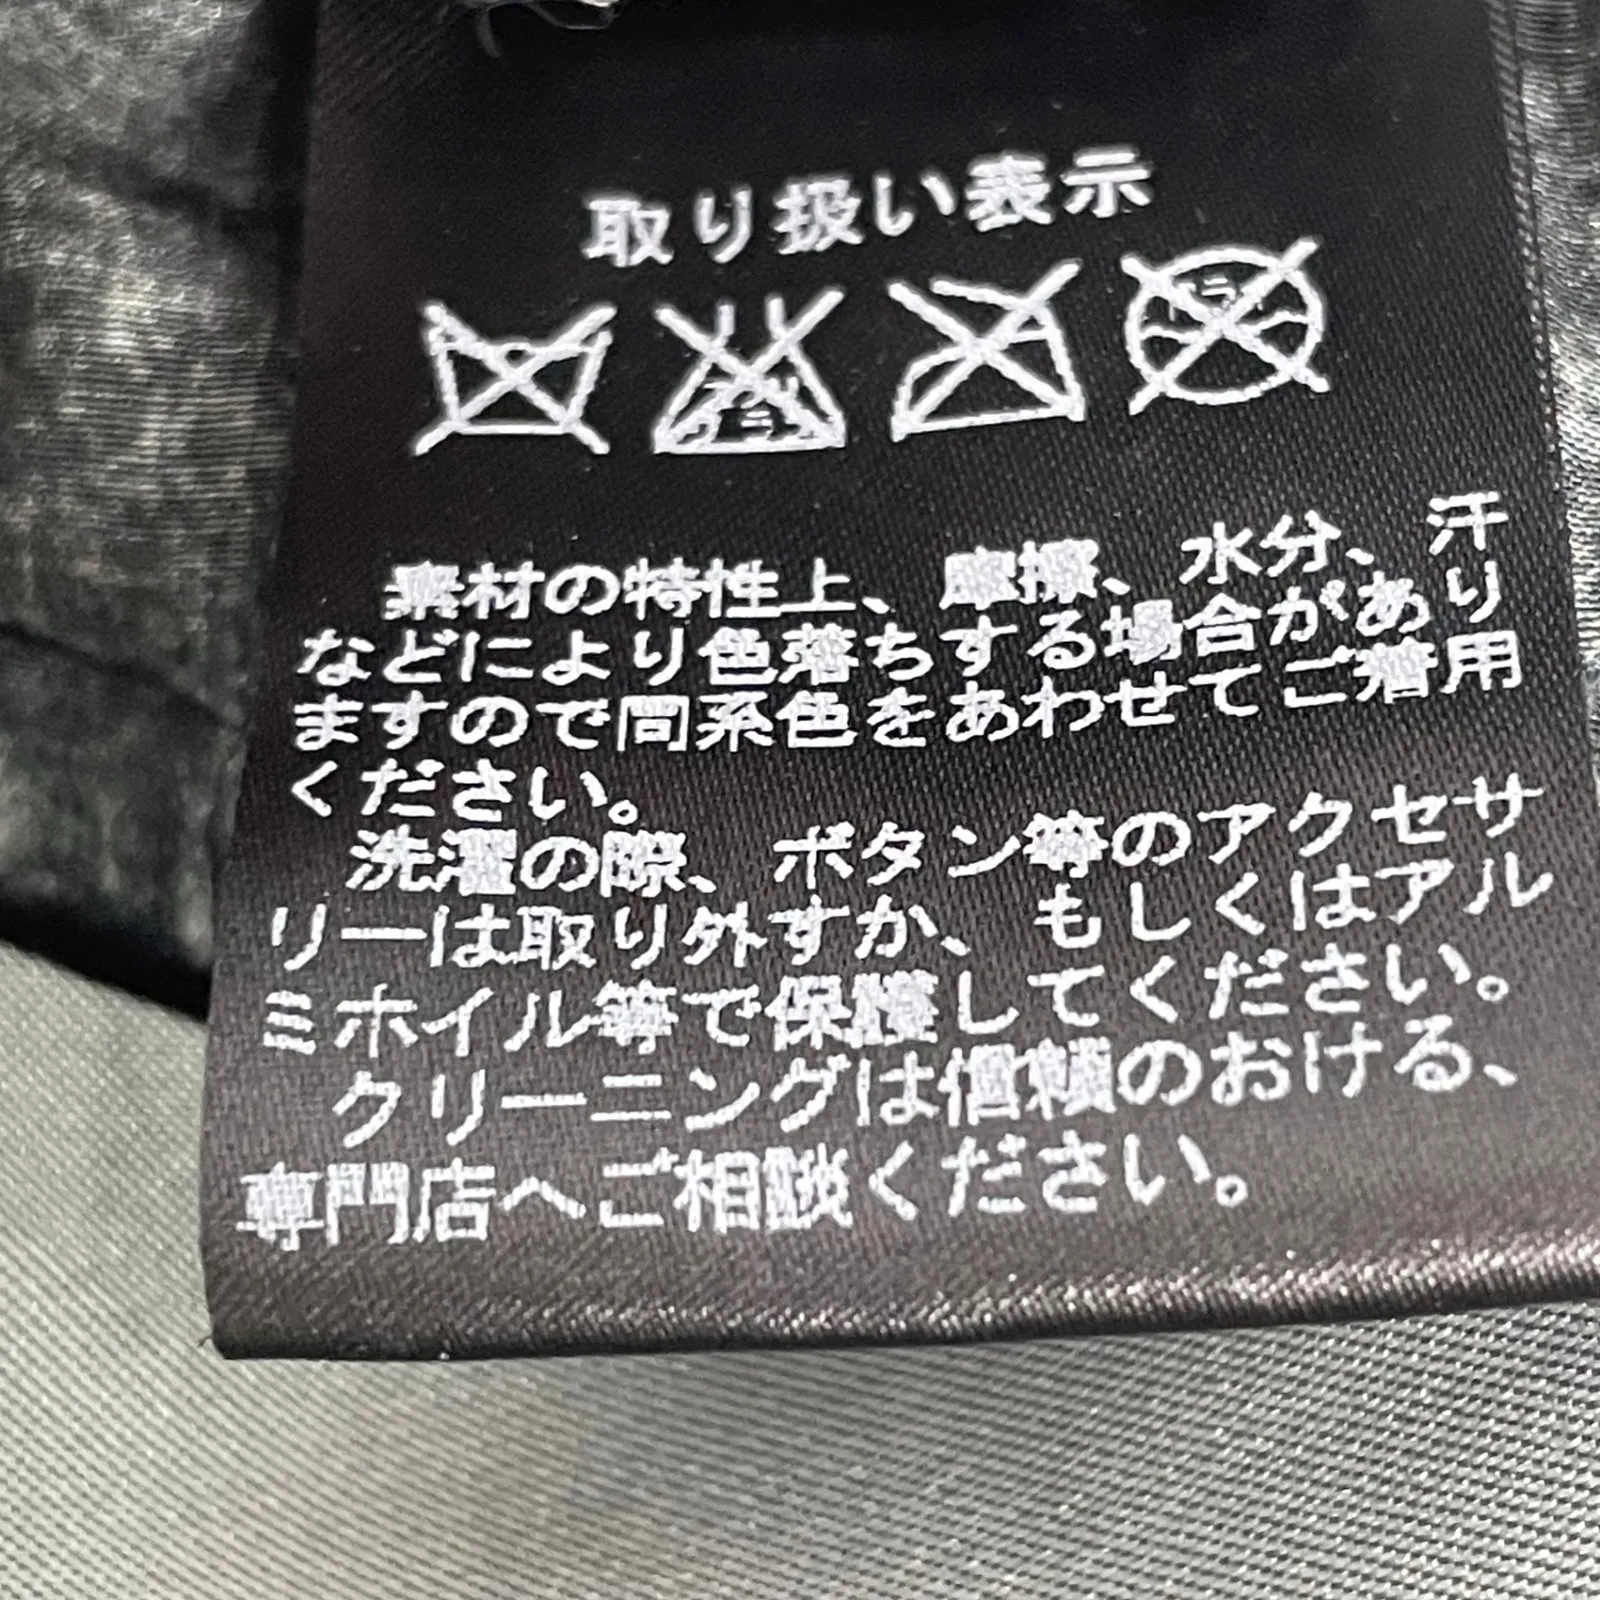 取り扱い表示
素材の特性上、摩擦、水分、汗
などにより色落ちする場合があり
ますので同系色をあわせてご着用
ください。
洗濯の際、ボタン等のアクセサ
リーは取り外すか、もしくはアル
ミホイル等で保護してください。
クリーニングは信頼のおける、
専門店へご相談ください。